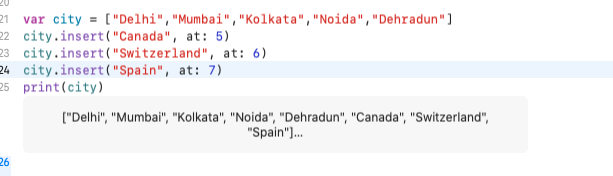 20
21 var city = ["Delhi","Mumbai","Kolkata","Noida","Dehradun"]
22 city.insert("Canada", at: 5)
23 city.insert("Switzerland", at: 6)
24 city.insert("Spain", at: 7)
25 print(city)
["Delhi", "Mumbai", "Kolkata", "Noida", "Dehradun", "Canada", "Switzerland",
"Spain"]...
26